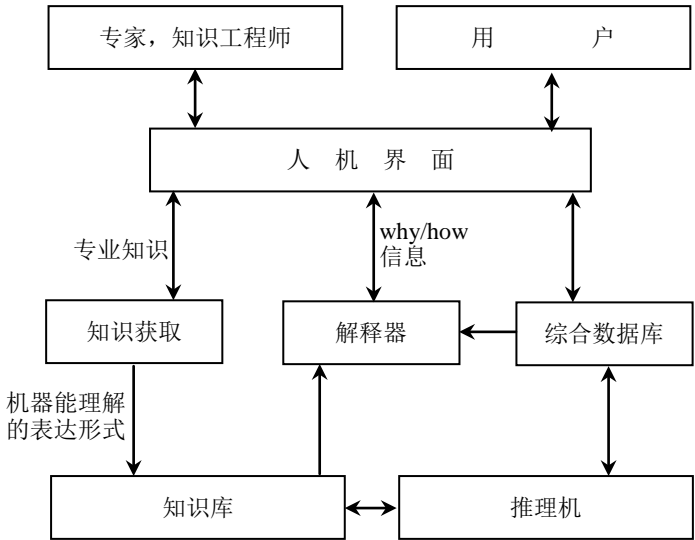 专家，知识工程师
用 户
人 机 界 面
专业知识
why/how
信息
知识获取
解释器
综合数据库
机器能理解
的表达形式
知识库
推理机